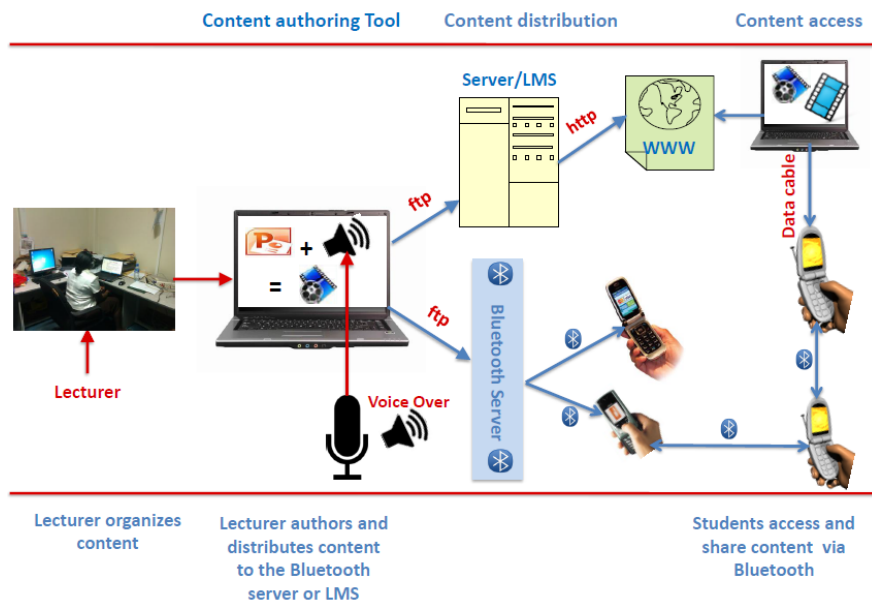 Content authoring Tool
Content distribution
Content access
Server/LMS
http
WWW
ftp
Data cable
P
+
=
ftp
Bluetooth Server
Lecturer
Voice Over
Lecturer organizes
content
Lecturer authors and
distributes content
to the Bluetooth
server or LMS
Students access and
share content via
Bluetooth